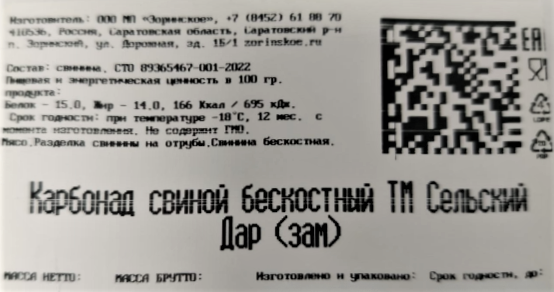 Изготовитель: ООО МП «Зоринское», +7 (8452) 61 80 70
410536, Россия, Саратовская область, Саратовский р-н
п. Зоринский, ул. Дорожная, зд. 15/1 zorinskoe.ru
EAC
Состав: свинина, СТО 89365467-001-2022
Пищевая и энергетическая ценность в 100 гр.
продукта:
Белок - 15.0, Жир - 14.0, 166 Ккал / 695 кДж.
Срок годности: при температуре -18°С, 12 мес. с
момента изготовления. Не содержит ГМО.
Мясо.Разделка свинины на отрубы.Свинина бескостная.
Карбонад свиной бескостный ТМ Сельский
Дар (зам)
МАССА НЕТТО: МАССА БРУТТО: Изготовлено и упаковано: Срок годности, до: